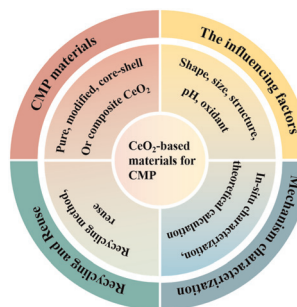 CMP materials
The influencing factors
Pure, modified, core-shell
Or composite CeO₂
Shape, size, structure,
pH, oxidant
CeO₂-based
materials for
CMP
Recycling method,
reuse
In-situ characterization,
theoretical calculation
Recycling and Reuse
Mechanism characterization